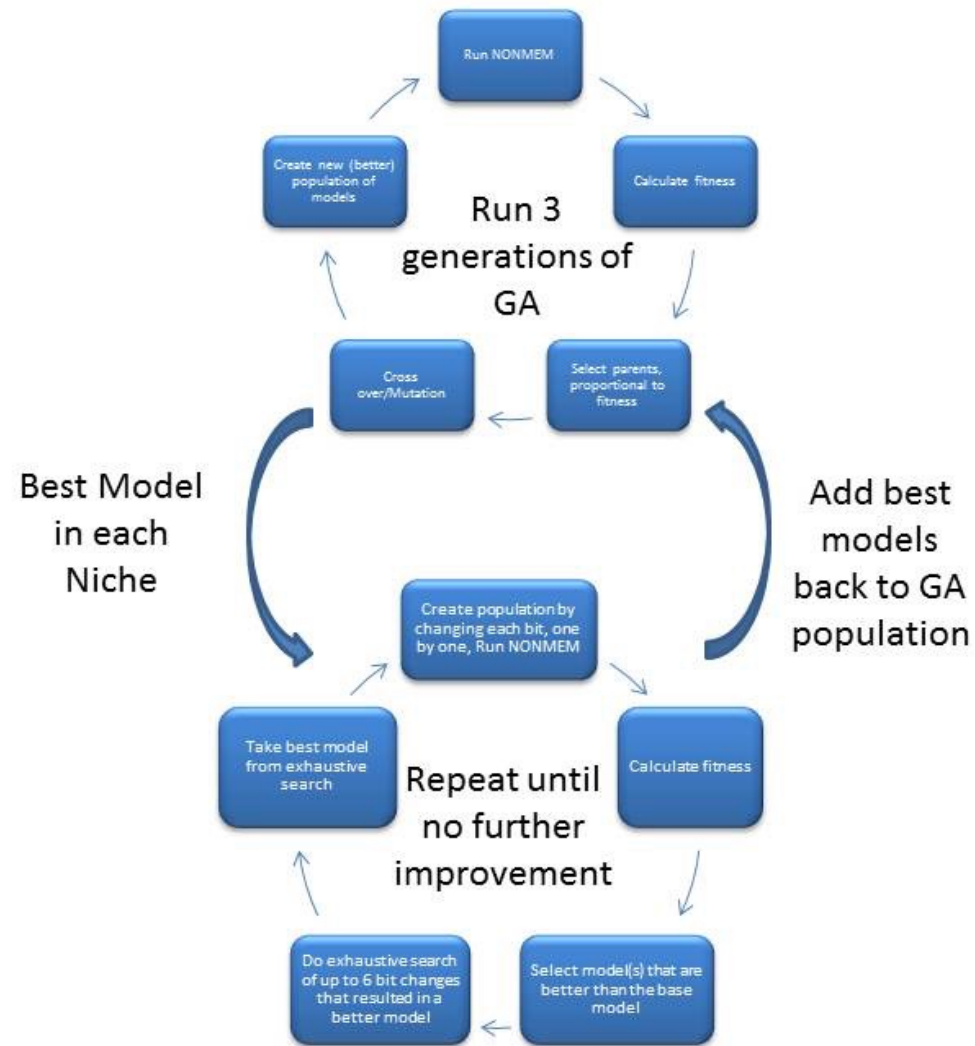 Run NONMEM
Create new (better)
population of
models
Calculate fitness
Run 3
generations of
GA
Cross
over/Mutation
Select parents,
proportional to
fitness
Best Model
in each
Niche
Add best
models
back to GA
population
Create population by
changing each bit, one
by one, Run NONMEM
Take best model
from exhaustive
search
Calculate fitness
Repeat until
no further
improvement
Do exhaustive search
of up to 6 bit changes
that resulted in a
better model
Select model(s) that are
better than the base
model